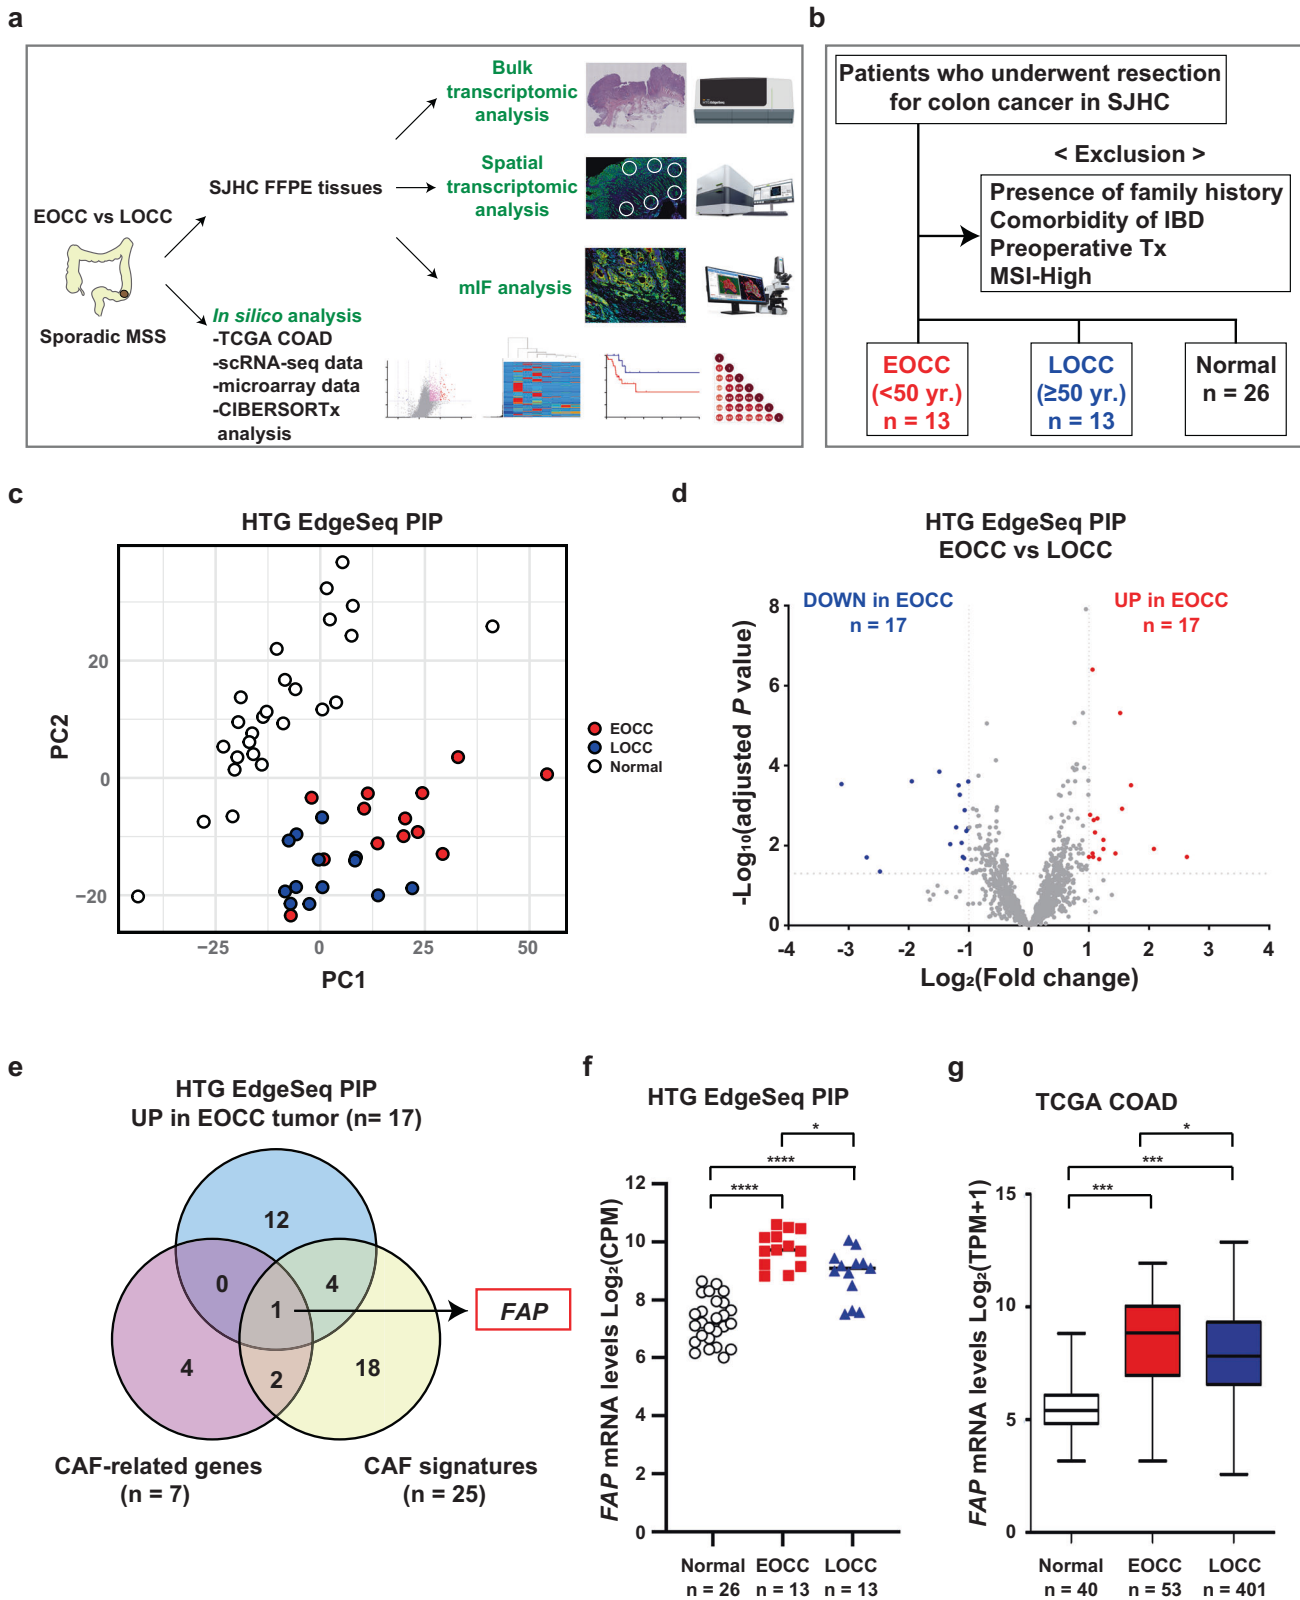 a
Bulk
transcriptomic
analysis
HTG EdgeSeq
Spatial
transcriptomic
analysis
SJHC FFPE tissues
EOCC vs LOCC
mIF analysis
Sporadic MSS
In silico analysis
-TCGA COAD
-scRNA-seq data
-microarray data
-CIBERSORTx
analysis
b
Patients who underwent resection
for colon cancer in SJHC
< Exclusion >
Presence of family history
Comorbidity of IBD
Preoperative Tx
MSI-High
EOCC
(<50 yr.)
n = 13
LOCC
(≥50 yr.)
n = 13
Normal
n = 26
c
HTG EdgeSeq PIP
PC2
20
0
−20
−25
0
25
50
PC1
EOCC
LOCC
Normal
d
HTG EdgeSeq PIP
EOCC vs LOCC
DOWN in EOCC
n = 17
UP in EOCC
n = 17
-Log₁₀(adjusted P value)
8
6
4
2
0
-4
-3
-2
-1
0
1
2
3
4
Log₂(Fold change)
e
HTG EdgeSeq PIP
UP in EOCC tumor (n= 17)
12
0
4
1
FAP
4
2
18
CAF-related genes
(n = 7)
CAF signatures
(n = 25)
f
HTG EdgeSeq PIP
*
****
****
FAP mRNA levels Log₂(CPM)
12
10
8
6
4
2
0
Normal
n = 26
EOCC
n = 13
LOCC
n = 13
g
TCGA COAD
*
***
***
FAP mRNA levels Log₂(TPM+1)
15
10
5
0
Normal
n = 40
EOCC
n = 53
LOCC
n = 401